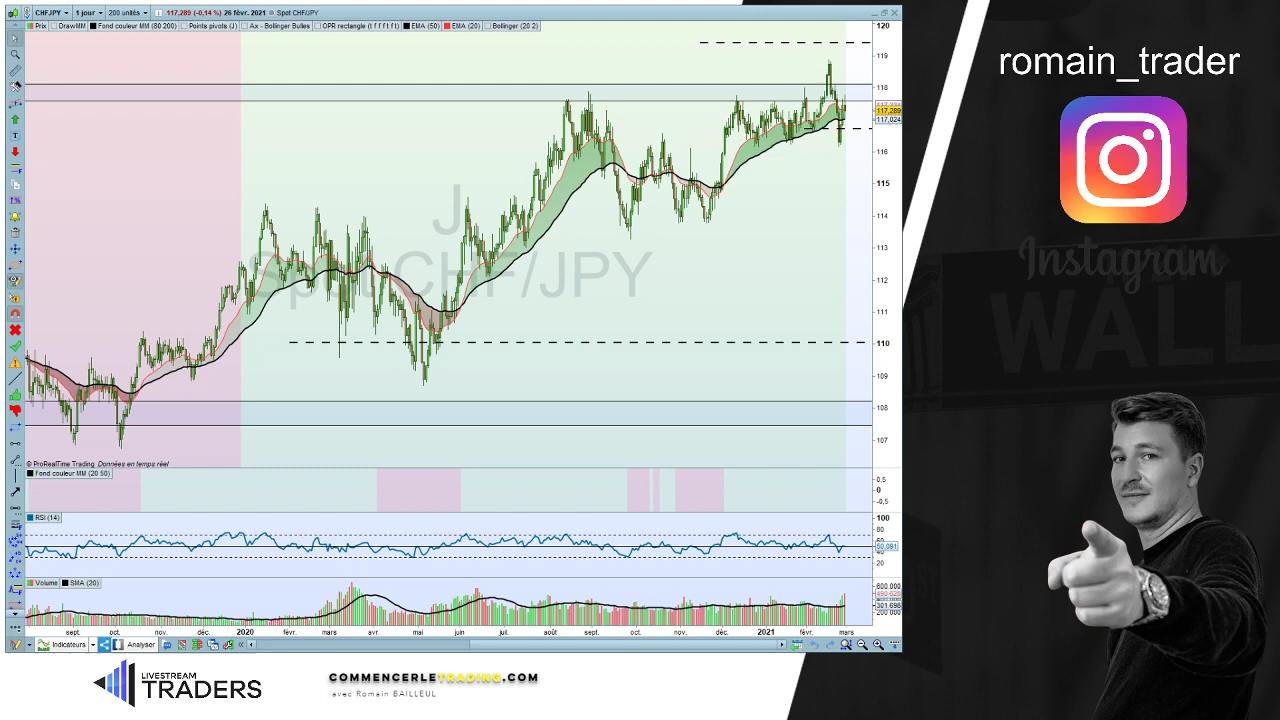 CHFJPY 1 jour 200 unités 117,289 (-0,14 %) 26 févr. 2021 Spot CHF/JPY
Prix DrawMM Fond couleur MM (80 200) Points pivots (J) Ax - Bollinger Bulles OPR rectangle (t f f f t f t) EMA (50) EMA (20) Bollinger (20 2)
120
119
118
117,289
117,024
116
115
114
113
112
111
110
109
108
107
J
Spot CHF/JPY
© ProRealTime Trading Données en temps réel
Fond couleur MM (20 50)
0,5
0
-0,5
RSI (14)
100
80
50,091
20
Volume SMA (20)
600 000
490 628
301 698
200 000
sept. oct. nov. déc. 2020 févr. mars avr. mai juin juil. août sept. oct. nov. déc. 2021 févr. mars
Indicateurs Analyser
romain_trader
Instagram
WALL
LIVESTREAM
TRADERS
COMMENCERLETRADING.COM
avec Romain BAILLEUL